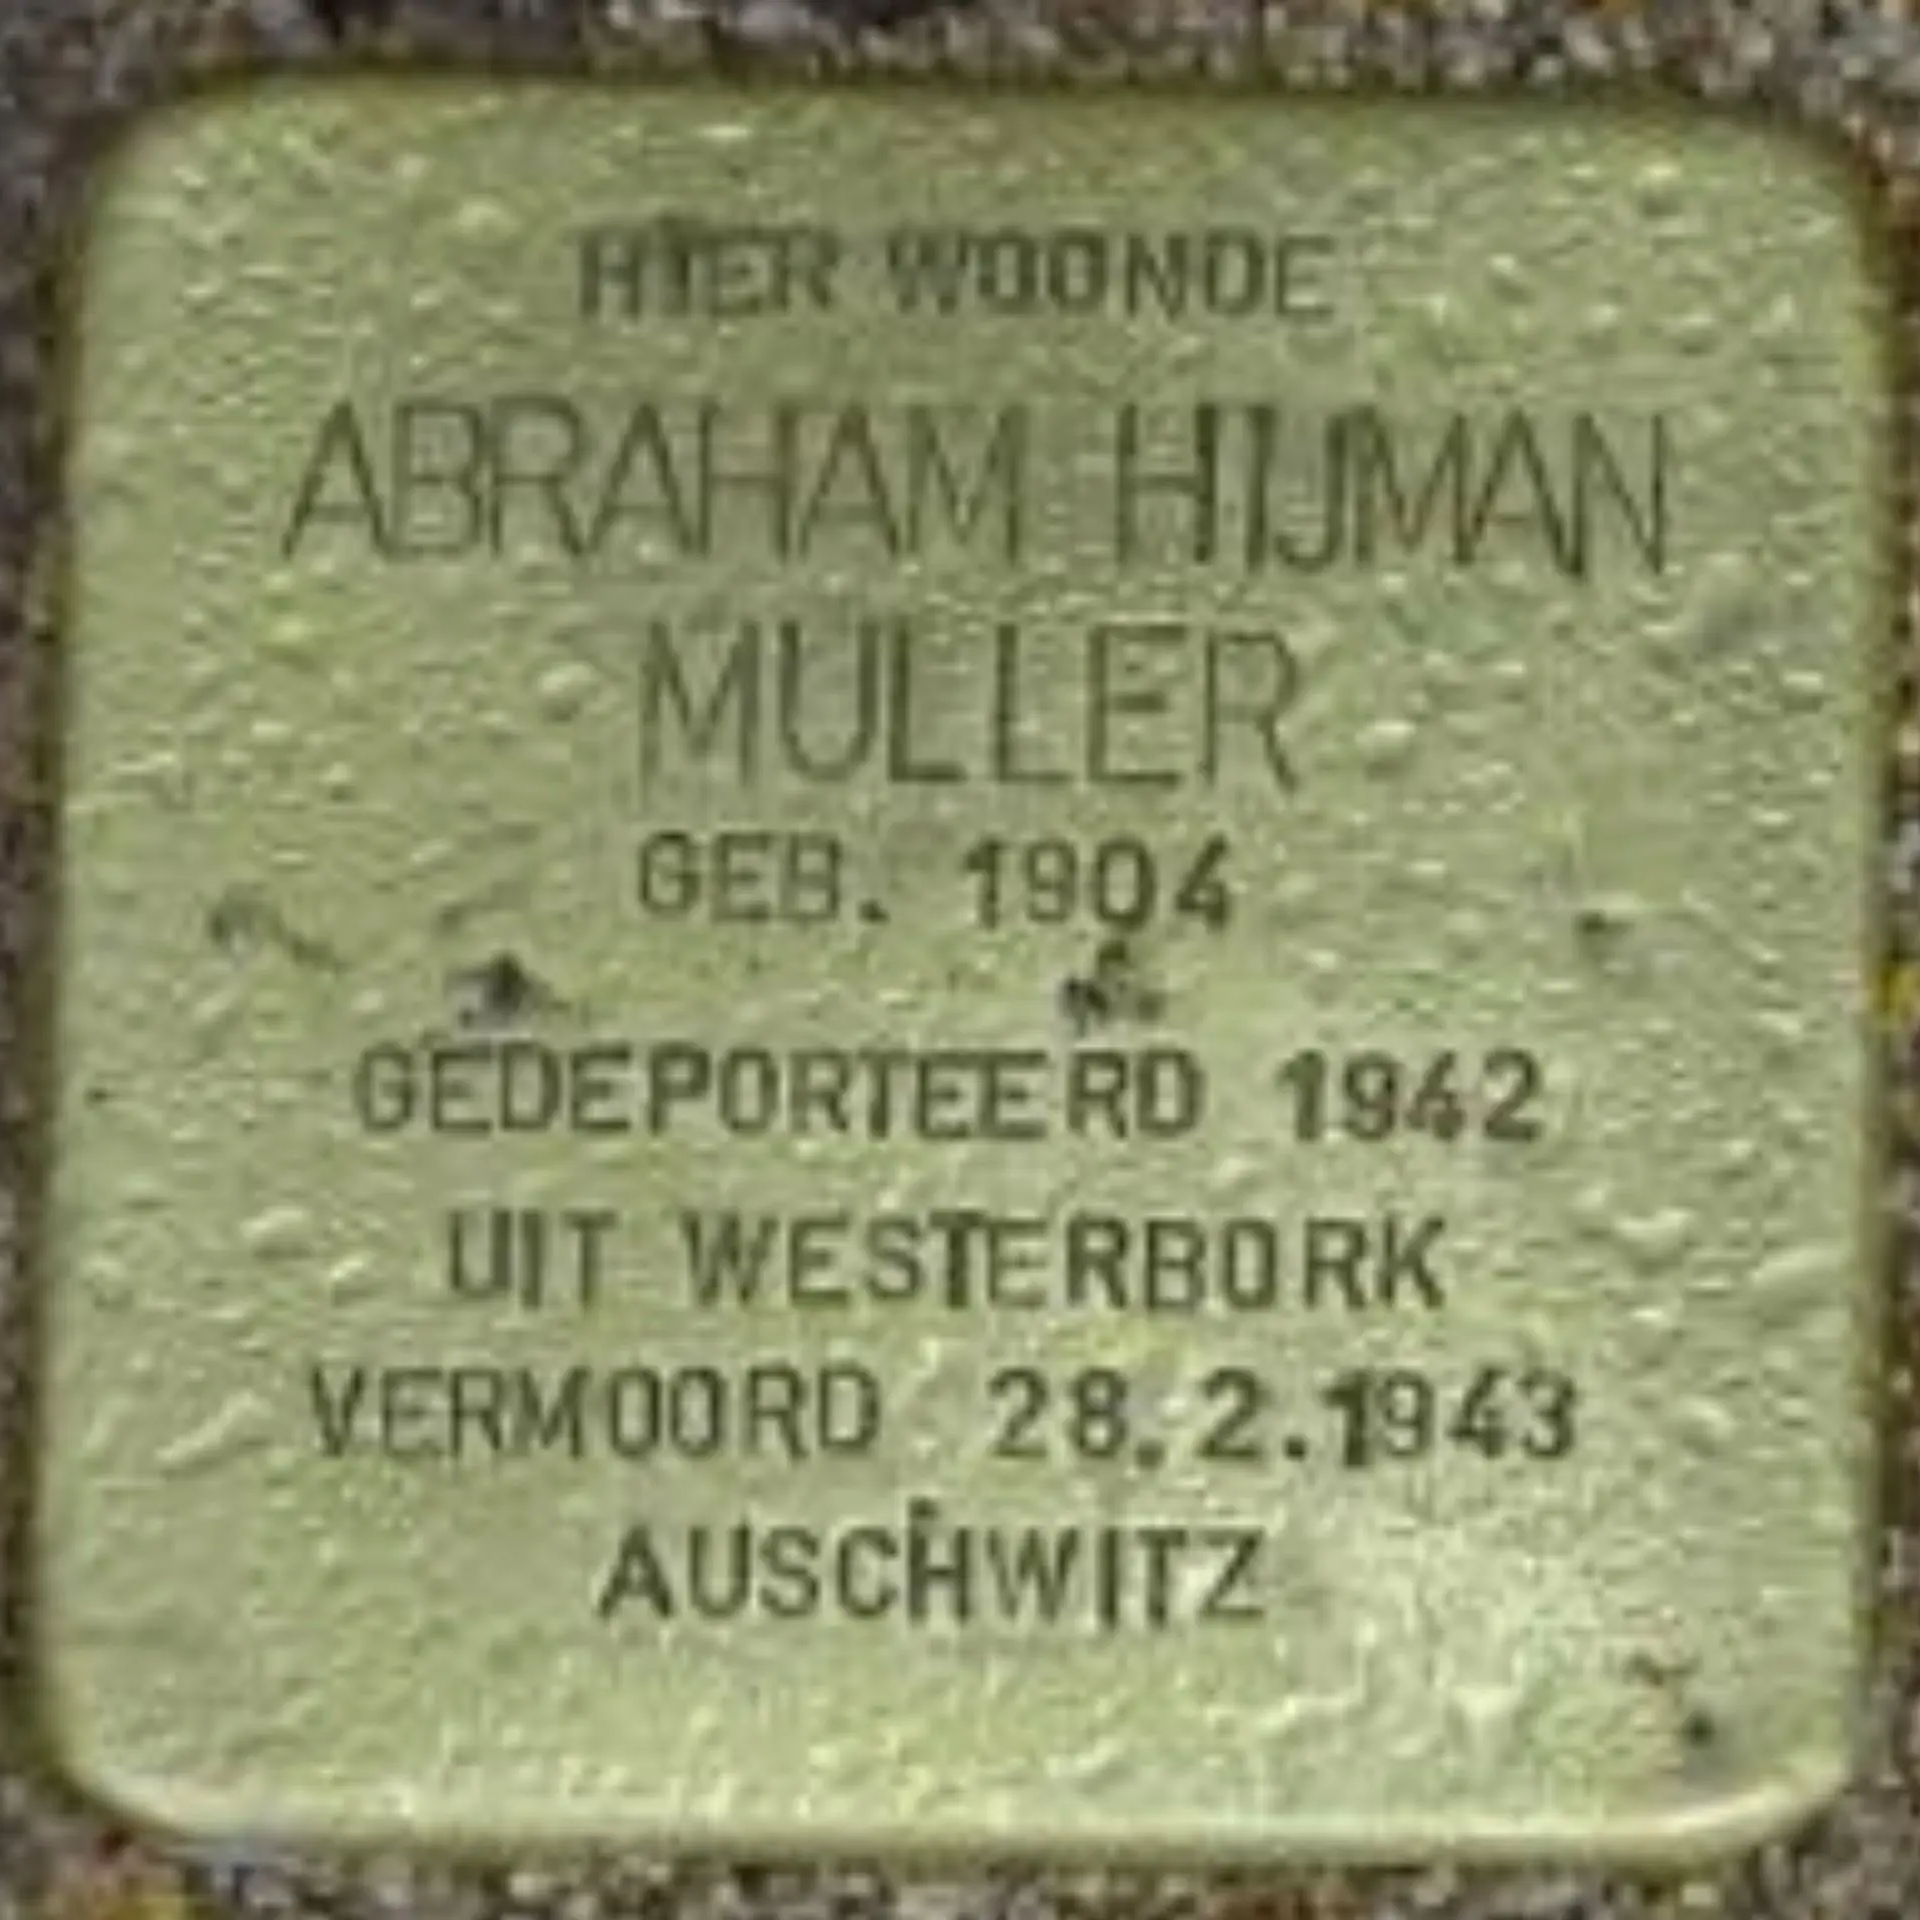 HIER WOONDE
ABRAHAM HIJMAN
MULLER
GEB. 1904
GEDEPORTEERD 1942
UIT WESTERBORK
VERMOORD 28.2.1943
AUSCHWITZ